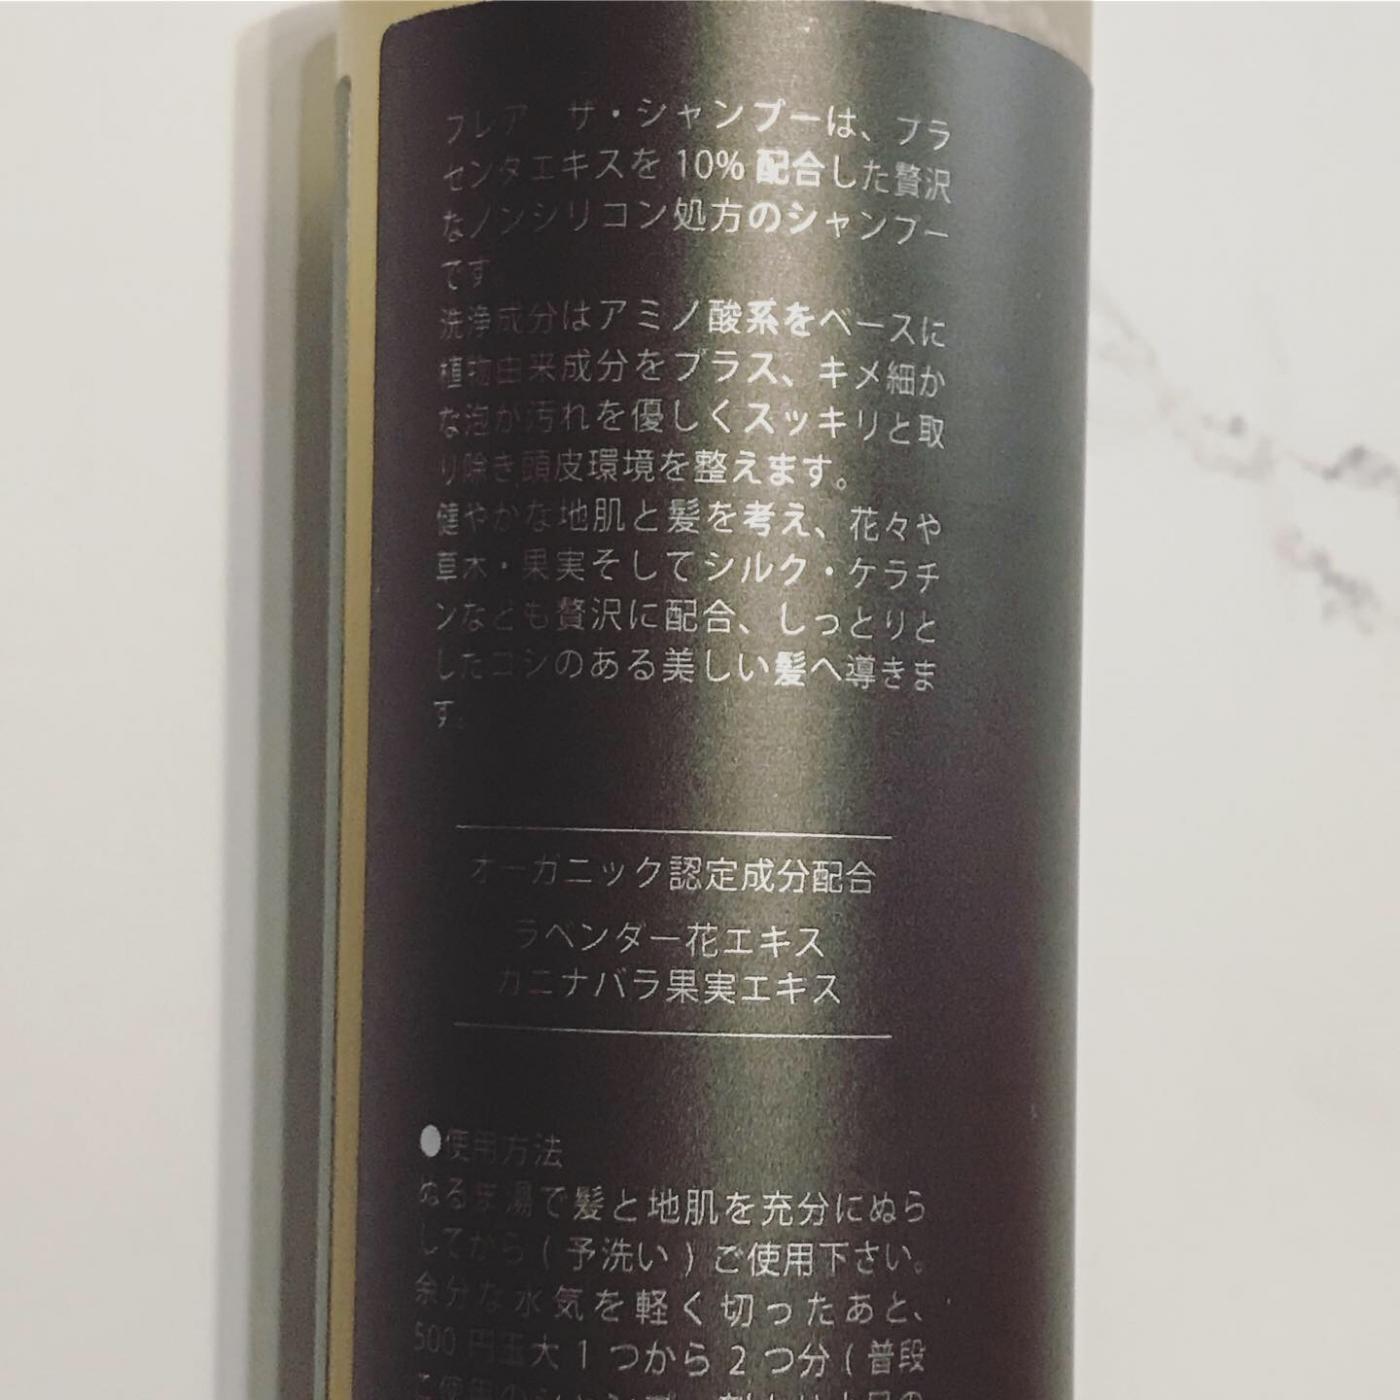 フレア ザ・シャンプーは、プラ
センタエキスを 10% 配合した贅沢
なノンシリコン処方のシャンプー
です
洗浄成分はアミノ酸系をベースに
植物由来成分をプラス、キメ細か
な泡が汚れを優しくスッキリと取
り除き頭皮環境を整えます。
健やかな地肌と髪を考え、花々や
草木・果実そしてシルク・ケラチ
ンなども贅沢に配合、しっとりと
したコシのある美しい髪へ導きま
す。
オーガニック認定成分配合
ラベンダー花エキス
カニナバラ果実エキス
●使用方法
ぬるま湯で髪と地肌を充分にぬら
してから ( 予洗い ) ご使用下さい。
余分な水気を軽く切ったあと、
500 円玉大 1 つから 2 つ分 ( 普段